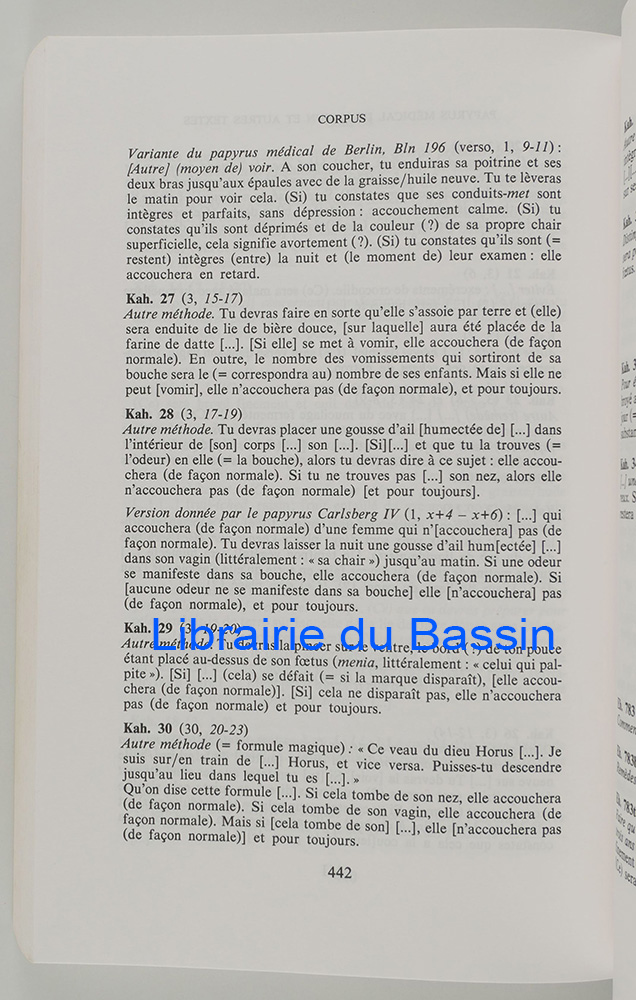 CORPUS
Variante du papyrus médical de Berlin, Bln 196 (verso, 1, 9-11) :
[Autre] (moyen de) voir. A son coucher, tu enduiras sa poitrine et ses
deux bras jusqu'aux épaules avec de la graisse/huile neuve. Tu te lèveras
le matin pour voir cela. (Si) tu constates que ses conduits-met sont
intègres et parfaits, sans dépression : accouchement calme. (Si) tu
constates qu'ils sont déprimés et de la couleur (?) de sa propre chair
superficielle, cela signifie avortement (?). (Si) tu constates qu'ils sont (=
restent) intègres (entre) la nuit et (le moment de) leur examen : elle
accouchera en retard.
Kah. 27 (3, 15-17)
Autre méthode. Tu devras faire en sorte qu'elle s'assoie par terre et (elle)
sera enduite de lie de bière douce, [sur laquelle] aura été placée de la
farine de datte [...]. [Si elle] se met à vomir, elle accouchera (de façon
normale). En outre, le nombre des vomissements qui sortiront de sa
bouche sera le (= correspondra au) nombre de ses enfants. Mais si elle ne
peut [vomir], elle n'accouchera pas (de façon normale), et pour toujours.
Kah. 28 (3, 17-19)
Autre méthode. Tu devras placer une gousse d'ail [humectée de] [...] dans
l'intérieur de [son] corps [...] son [...]. [Si][...] et que tu la trouves (=
l'odeur) en elle (= la bouche), alors tu devras dire à ce sujet : elle accou-
chera (de façon normale). Si tu ne trouves pas [...] son nez, alors elle
n'accouchera pas (de façon normale) [et pour toujours].
Version donnée par le papyrus Carlsberg IV (1, x+4 – x+6) : [...] qui
accouchera (de façon normale) d'une femme qui n'[accouchera] pas (de
façon normale). Tu devras laisser la nuit une gousse d'ail hum[ectée] [...]
dans son vagin (littéralement : « sa chair ») jusqu'au matin. Si une odeur
se manifeste dans sa bouche, elle accouchera (de façon normale). Si
[aucune odeur ne se manifeste dans sa bouche] elle [n'accouchera] pas
(de façon normale), et pour toujours.
Kah. 29 (3, 19-20)
Librairie du Bassin
Autre méthode. Tu devras la placer sur le ventre, le bord (?) de ton pouce
étant placé au-dessus de son fœtus (menia, littéralement : « celui qui pal-
pite »). [Si] [...] (cela) se défait (= si la marque disparaît), [elle accou-
chera (de façon normale)]. [Si] cela ne disparaît pas, elle n'accouchera
pas (de façon normale) et pour toujours.
Kah. 30 (30, 20-23)
Autre méthode (= formule magique) : « Ce veau du dieu Horus [...]. Je
suis sur/en train de [...] Horus, et vice versa. Puisses-tu descendre
jusqu'au lieu dans lequel tu es [...]. »
Qu'on dise cette formule [...]. Si cela tombe de son nez, elle accouchera
(de façon normale). Si cela tombe de son vagin, elle accouchera (de
façon normale). Mais si [cela tombe de son] [...], elle [n'accouchera pas
(de façon normale)] et pour toujours.
442